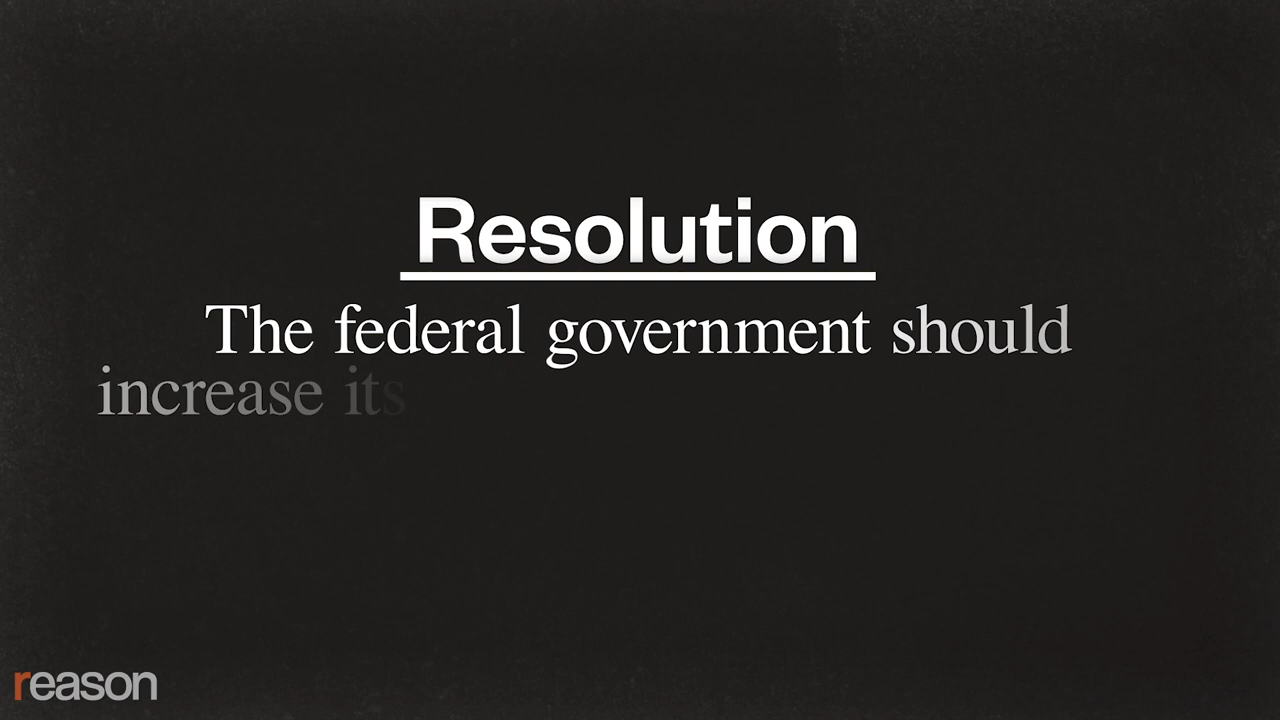 Resolution
The federal government should
increase its
reason